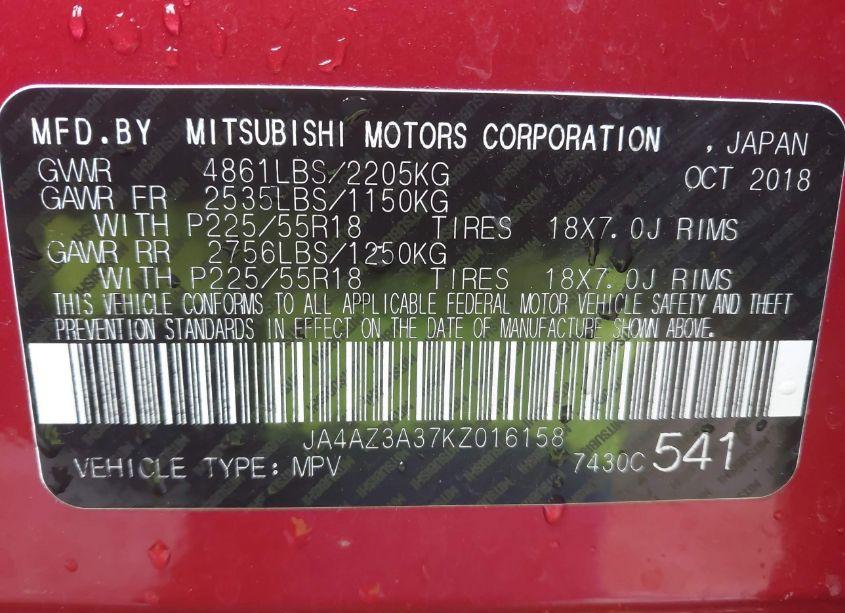 MFD.BY MITSUBISHI MOTORS CORPORATION , JAPAN
GVWR 4861LBS/2205KG OCT 2018
GAWR FR 2535LBS/1150KG
WITH P225/55R18 TIRES 18X7.0J RIMS
GAWR RR 2756LBS/1250KG
WITH P225/55R18 TIRES 18X7.0J RIMS
THIS VEHICLE CONFORMS TO ALL APPLICABLE FEDERAL MOTOR VEHICLE SAFETY AND THEFT
PREVENTION STANDARDS IN EFFECT ON THE DATE OF MANUFACTURE SHOWN ABOVE.
JA4AZ3A37KZ016158
VEHICLE TYPE: MPV 7430C 541